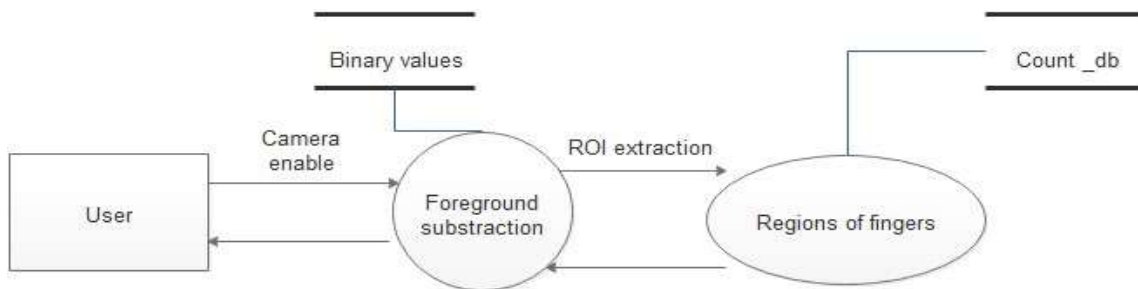 Binary values
Count _db
Camera
enable
ROI extraction
User
Foreground
substraction
Regions of fingers